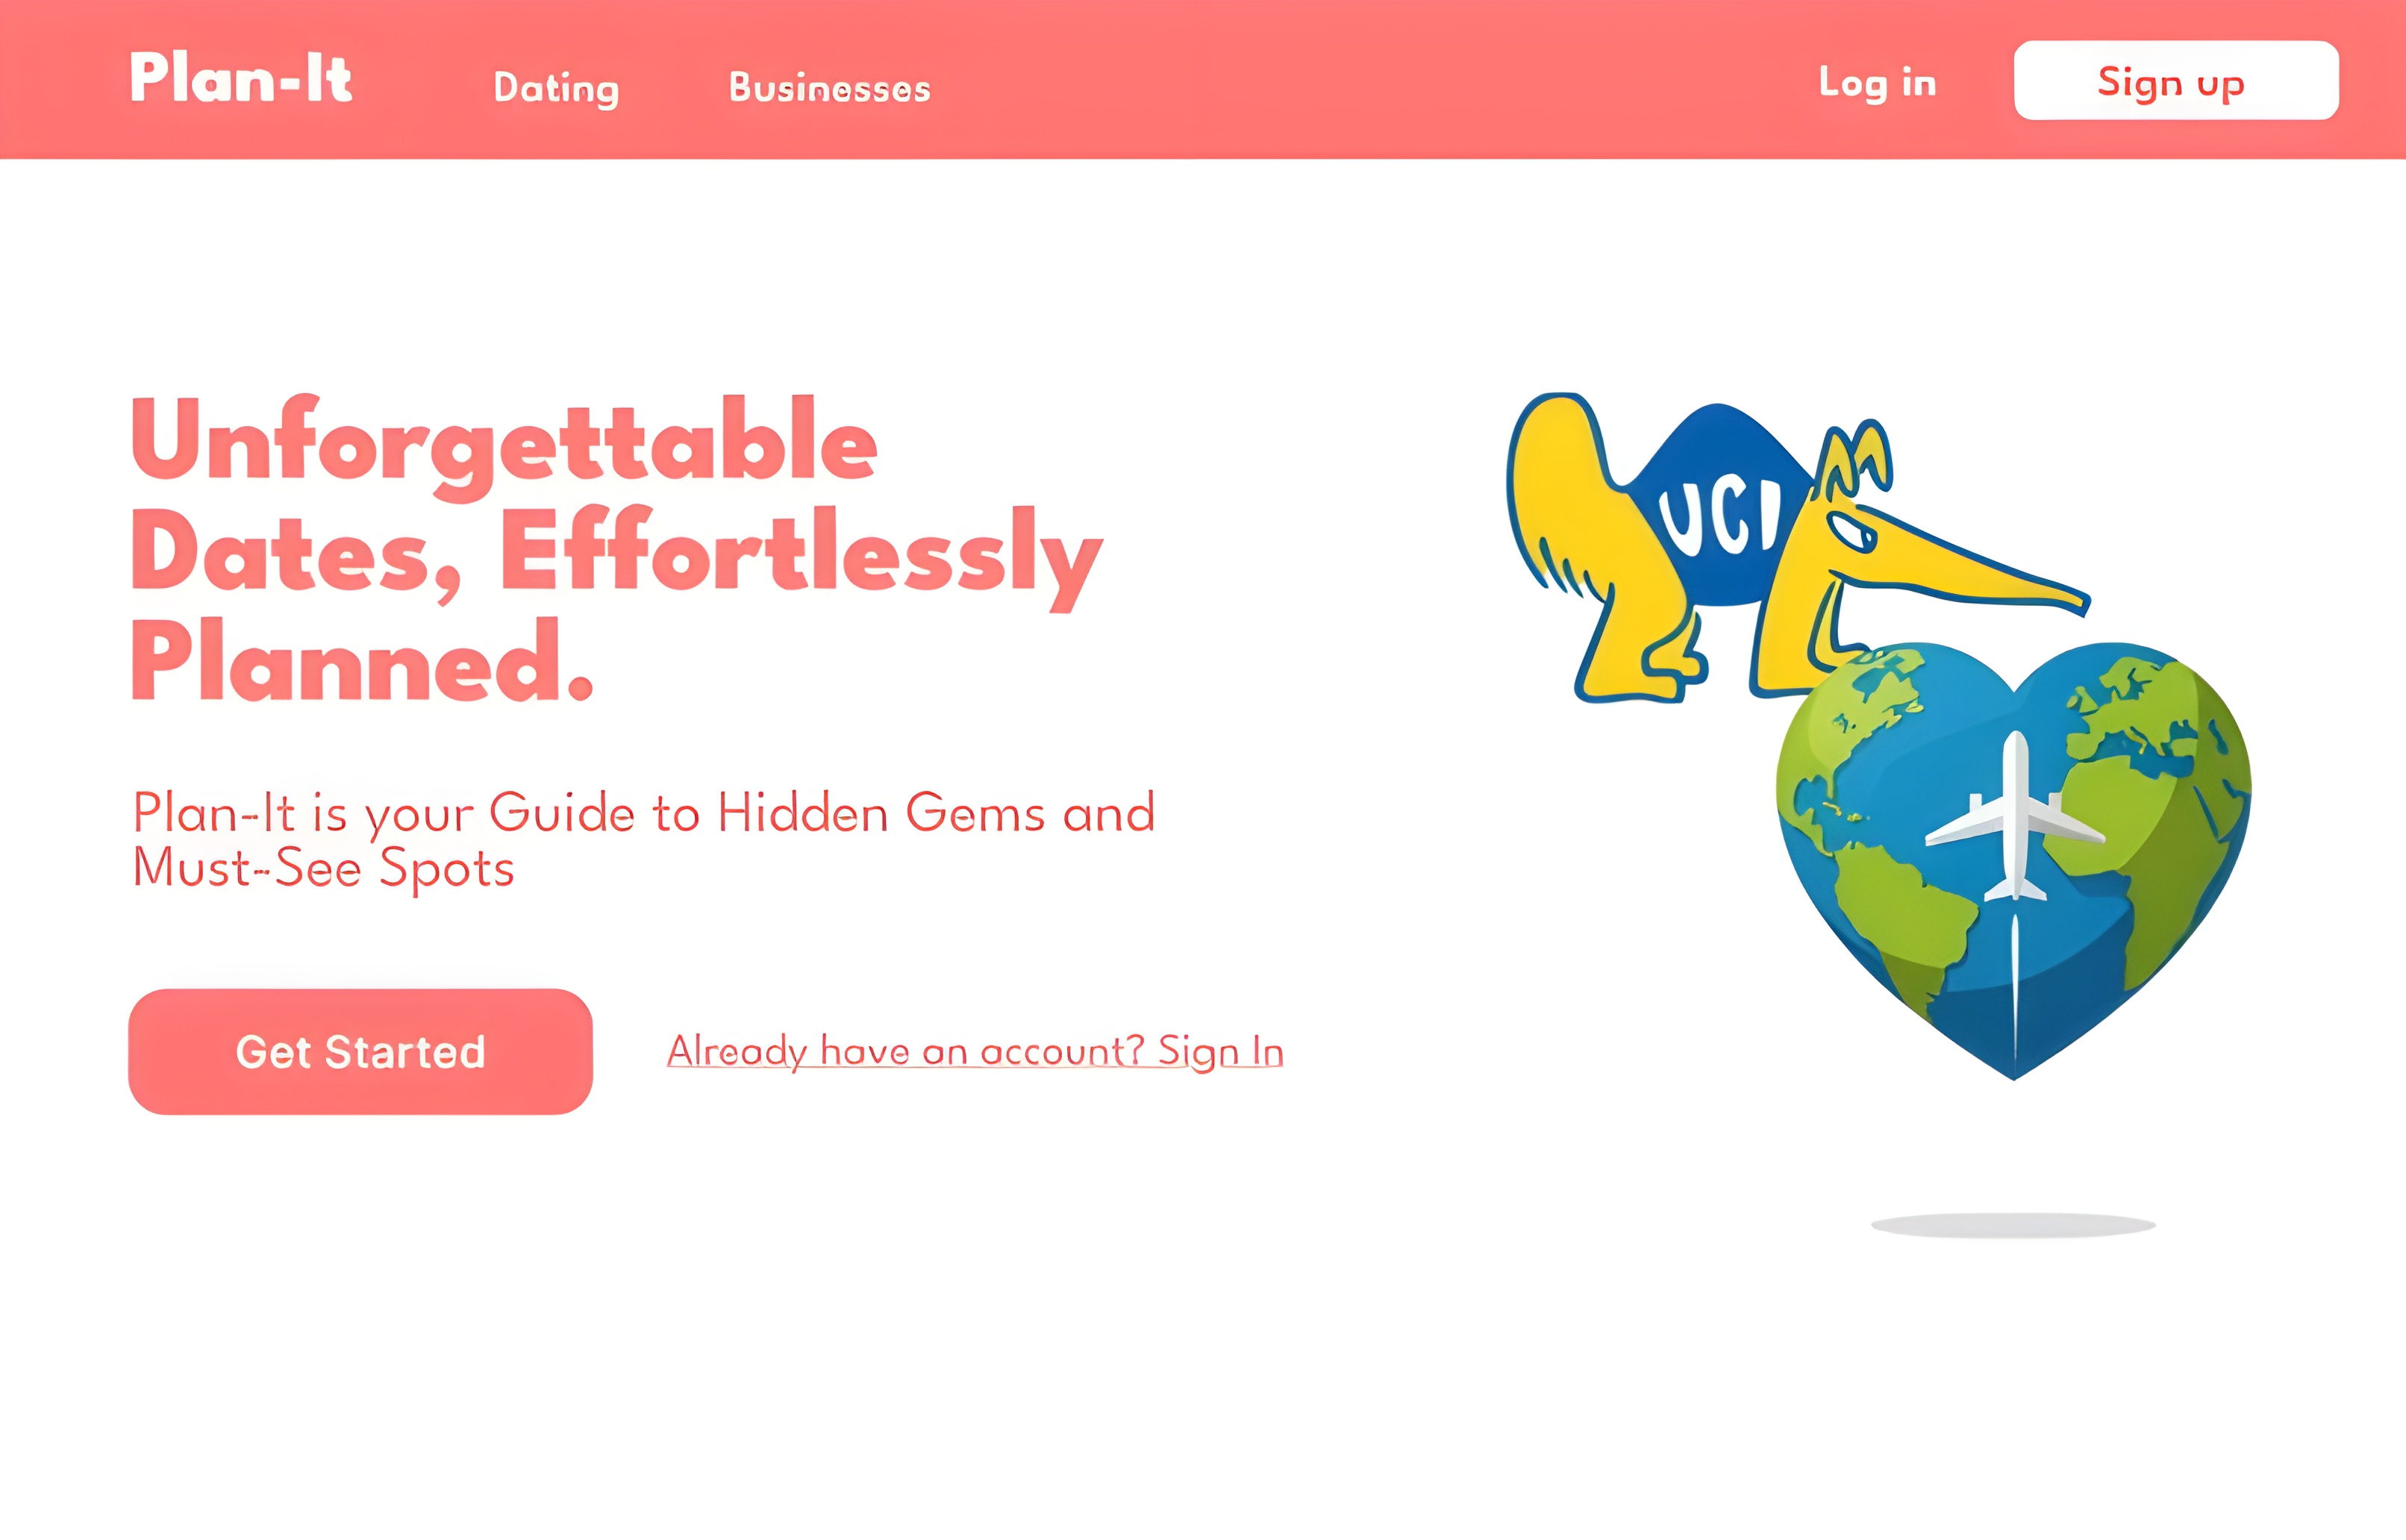 Plan-It
Dating
Businesses
Log in
Sign up
Unforgettable
Dates, Effortlessly
Planned.
UCI
Plan-It is your Guide to Hidden Gems and
Must-See Spots
Get Started
Already have an account? Sign In